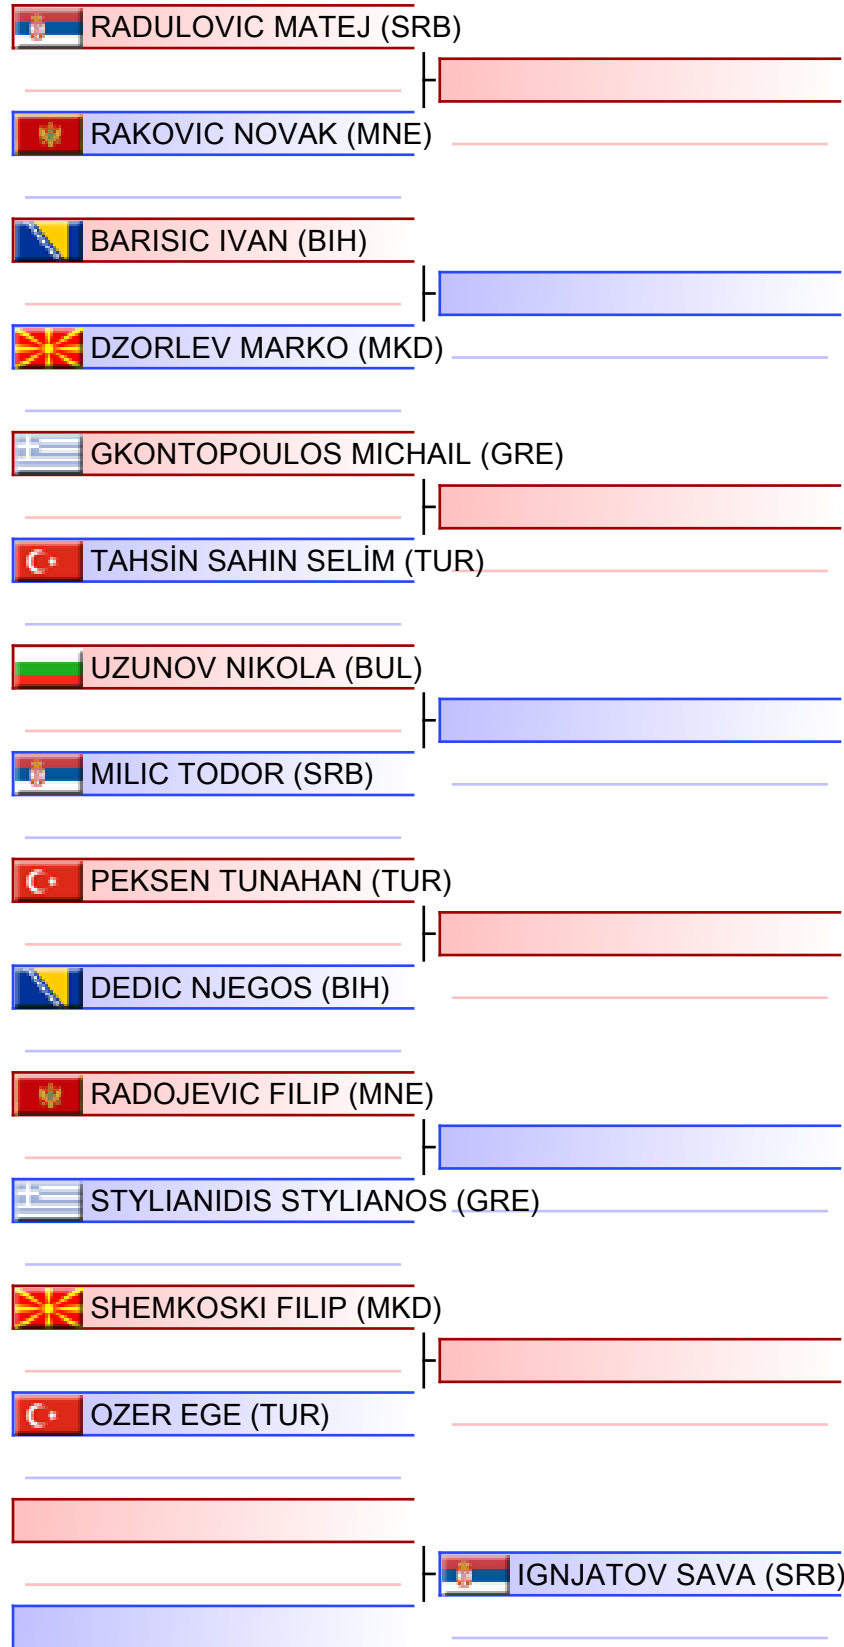 RADULOVIC MATEJ (SRB)
RAKOVIC NOVAK (MNE)
BARISIC IVAN (BIH)
DZORLEV MARKO (MKD)
GKONTOPOULOS MICHAIL (GRE)
TAHSİN SAHIN SELİM (TUR)
UZUNOV NIKOLA (BUL)
MILIC TODOR (SRB)
PEKSEN TUNAHAN (TUR)
DEDIC NJEGOS (BIH)
RADOJEVIC FILIP (MNE)
STYLIANIDIS STYLIANOS (GRE)
SHEMKOSKI FILIP (MKD)
OZER EGE (TUR)
IGNJATOV SAVA (SRB)